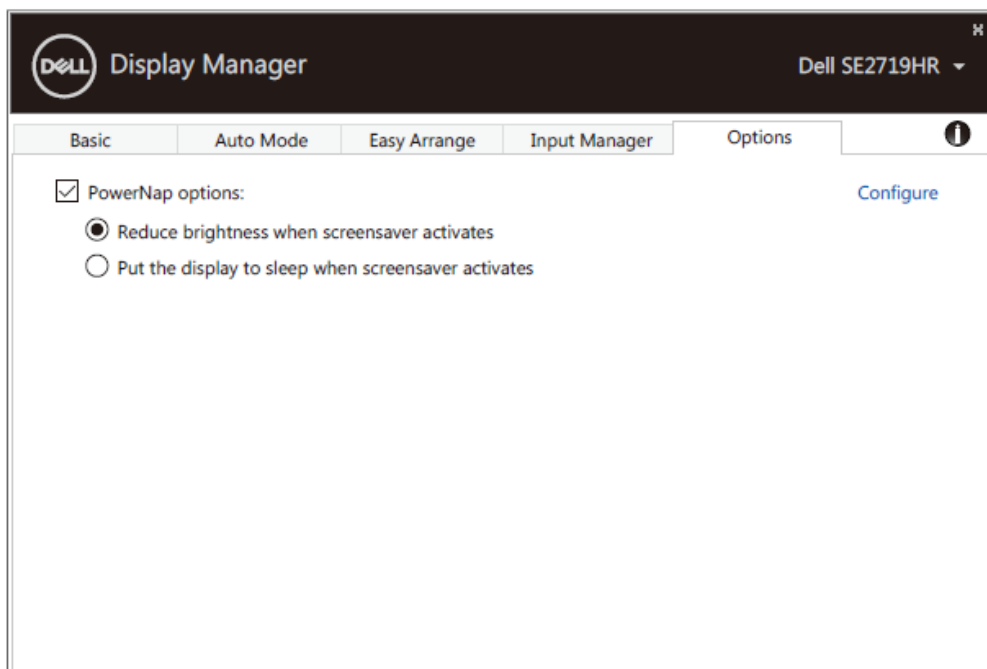 DELL Display Manager
Dell SE2719HR
Basic Auto Mode Easy Arrange Input Manager Options
PowerNap options: Configure
Reduce brightness when screensaver activates
Put the display to sleep when screensaver activates